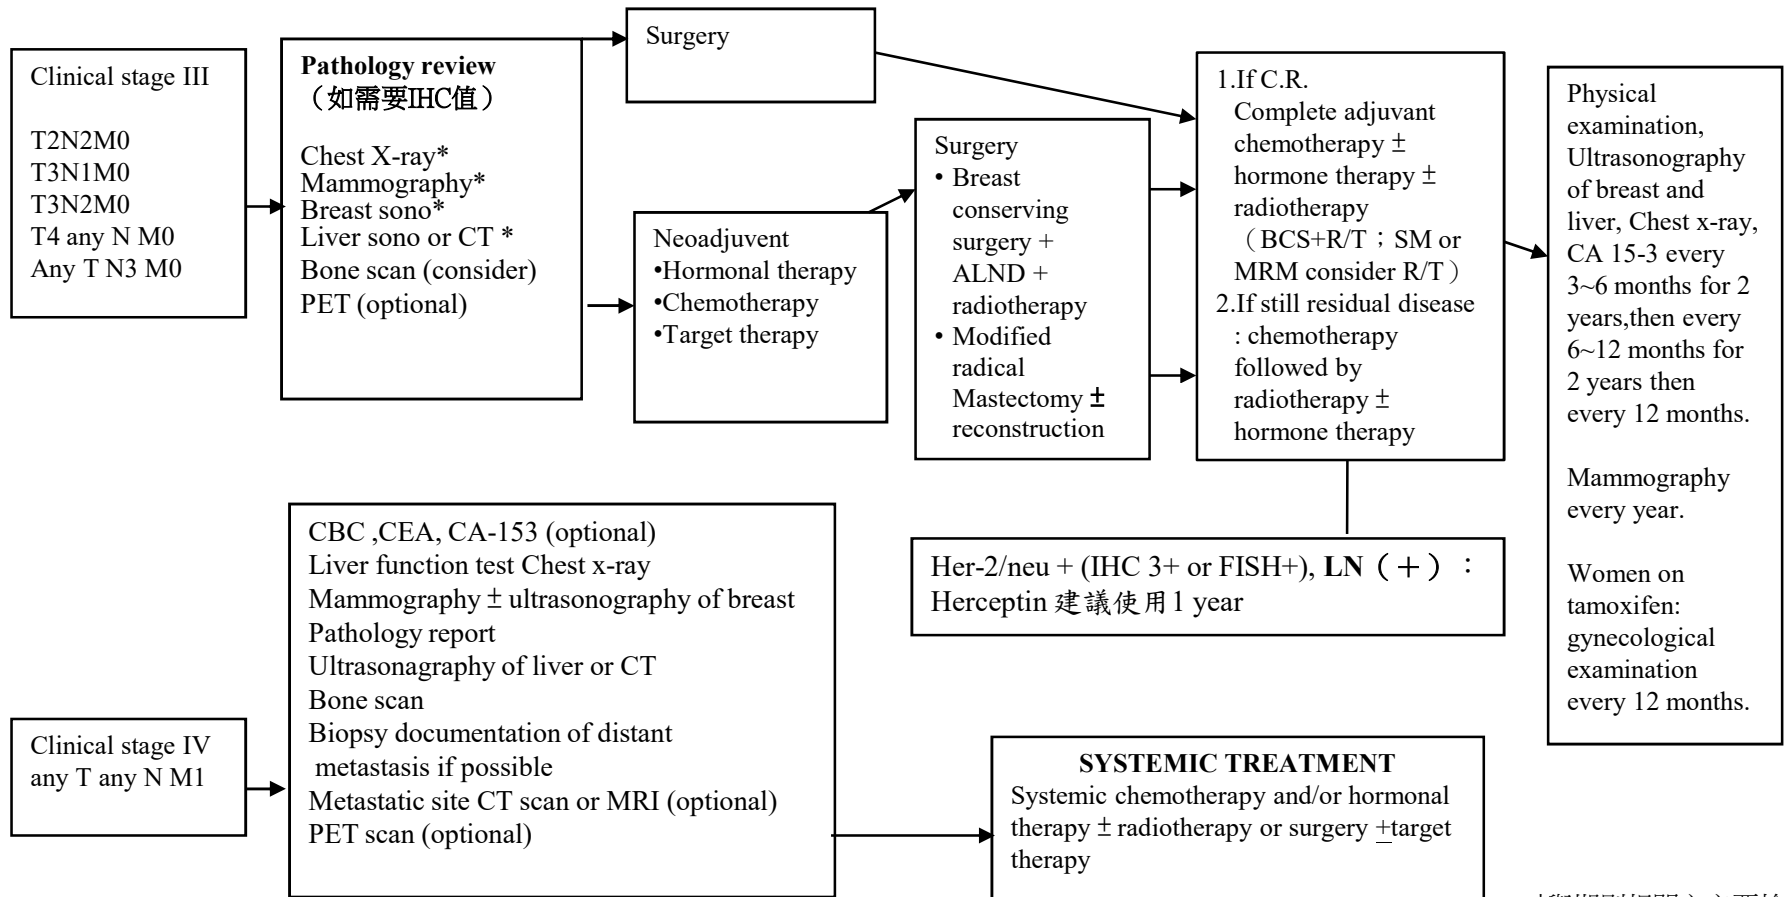 Clinical stage III
T2N2M0
T3N1M0
T3N2M0
T4 any N M0
Any T N3 M0
Pathology review
（如需要IHC值）
Chest X-ray*
Mammography*
Breast sono*
Liver sono or CT *
Bone scan (consider)
PET (optional)
Surgery
Neoadjuvent
•Hormonal therapy
•Chemotherapy
•Target therapy
Surgery
• Breast
conserving
surgery +
ALND +
radiotherapy
• Modified
radical
Mastectomy ±
reconstruction
1.If C.R.
Complete adjuvant
chemotherapy ±
hormone therapy ±
radiotherapy
（BCS+R/T；SM or
MRM consider R/T）
2.If still residual disease
: chemotherapy
followed by
radiotherapy ±
hormone therapy
Physical
examination,
Ultrasonography
of breast and
liver, Chest x-ray,
CA 15-3 every
3~6 months for 2
years,then every
6~12 months for
2 years then
every 12 months.
Mammography
every year.
Women on
tamoxifen:
gynecological
examination
every 12 months.
Her-2/neu + (IHC 3+ or FISH+), LN（＋）：
Herceptin 建議使用1 year
Clinical stage IV
any T any N M1
CBC ,CEA, CA-153 (optional)
Liver function test Chest x-ray
Mammography ± ultrasonography of breast
Pathology report
Ultrasonagraphy of liver or CT
Bone scan
Biopsy documentation of distant
metastasis if possible
Metastatic site CT scan or MRI (optional)
PET scan (optional)
SYSTEMIC TREATMENT
Systemic chemotherapy and/or hormonal
therapy ± radiotherapy or surgery +target
therapy